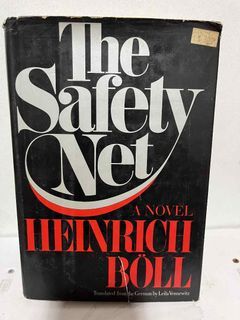 The
Safety
Net
A NOVEL
HEINRICH
BÖLL
Translated from the German by Leila Vennewitz